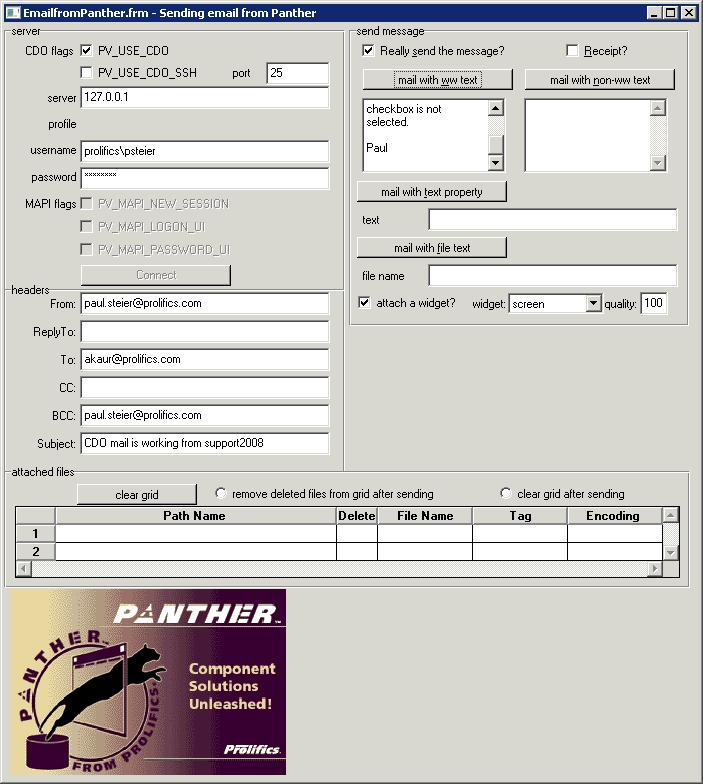 EmailfromPanther.frm - Sending email from Panther
server
CDO flags PV_USE_CDO
PV_USE_CDO_SSH port 25
server 127.0.0.1
profile
username prolifics\psteier
password ********
MAPI flags PV_MAPI_NEW_SESSION
PV_MAPI_LOGON_UI
PV_MAPI_PASSWORD_UI
Connect
headers
From: paul.steier@prolifics.com
ReplyTo:
To: akaur@prolifics.com
CC:
BCC: paul.steier@prolifics.com
Subject: CDO mail is working from support2008
send message
Really send the message? Receipt?
mail with ww text mail with non-ww text
checkbox is not
selected.
Paul
mail with text property
text
mail with file text
file name
attach a widget? widget: screen quality: 100
attached files
clear grid remove deleted files from grid after sending clear grid after sending
Path Name Delete File Name Tag Encoding
1
2
PANTHER™
PANTHER™
FROM PROLIFICS
Component
Solutions
Unleashed!
Prolifics.